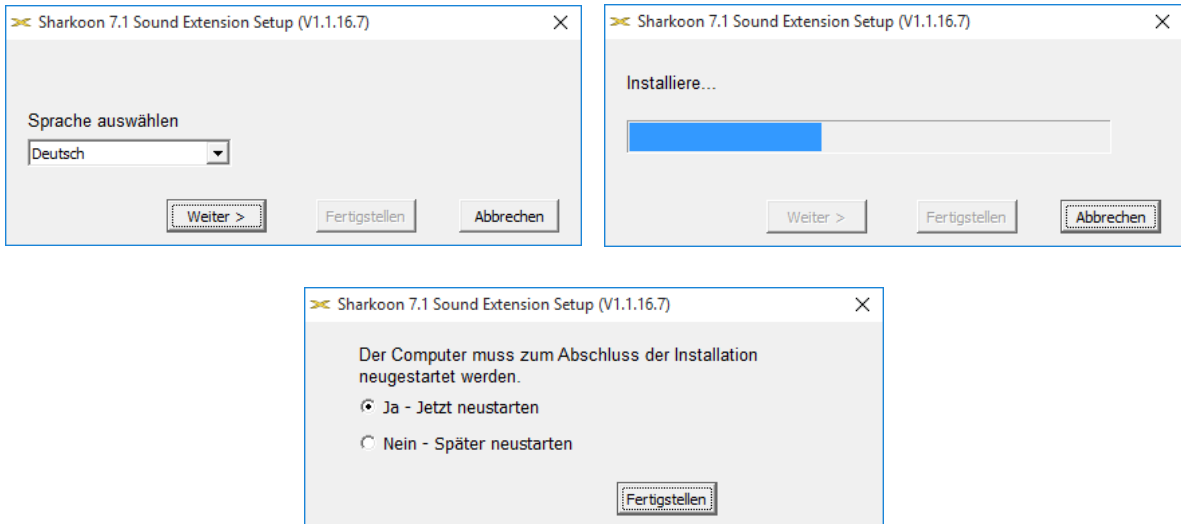 Sharkoon 7.1 Sound Extension Setup (V1.1.16.7)
Sprache auswählen
Deutsch
Weiter >
Fertigstellen
Abbrechen
Sharkoon 7.1 Sound Extension Setup (V1.1.16.7)
Installiere...
Weiter >
Fertigstellen
Abbrechen
Sharkoon 7.1 Sound Extension Setup (V1.1.16.7)
Der Computer muss zum Abschluss der Installation
neugestartet werden.
Ja - Jetzt neustarten
Nein - Später neustarten
Fertigstellen